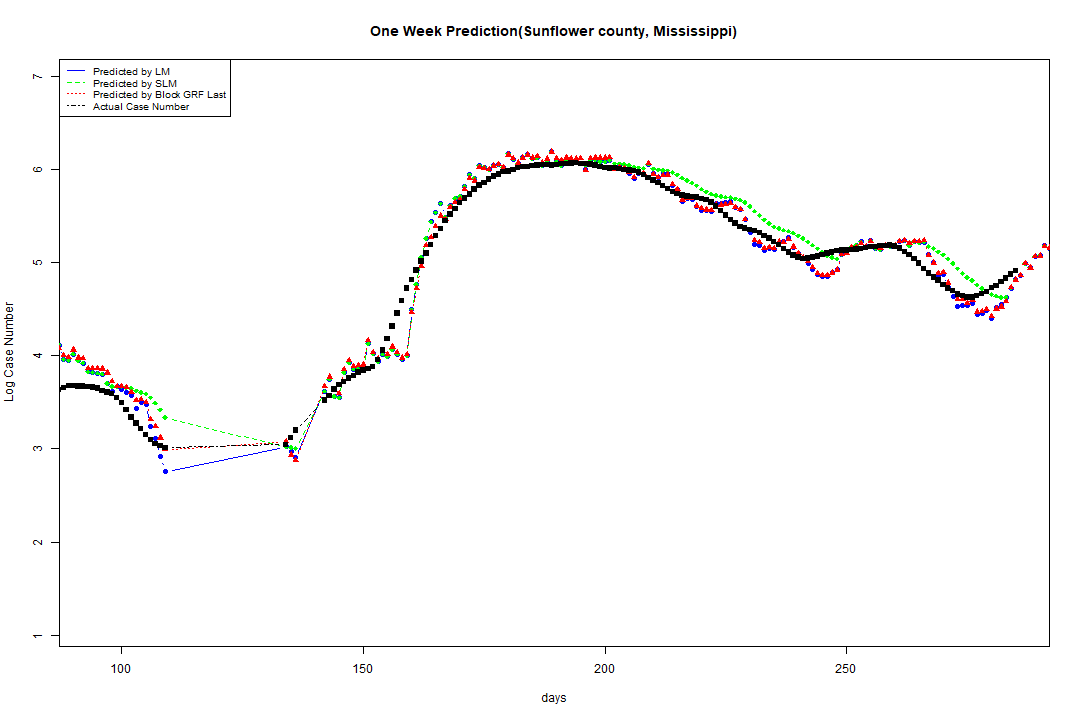 One Week Prediction(Sunflower county, Mississippi)
Predicted by LM
Predicted by SLM
Predicted by Block GRF Last
Actual Case Number
7
6
5
4
3
2
1
Log Case Number
100 150 200 250
days